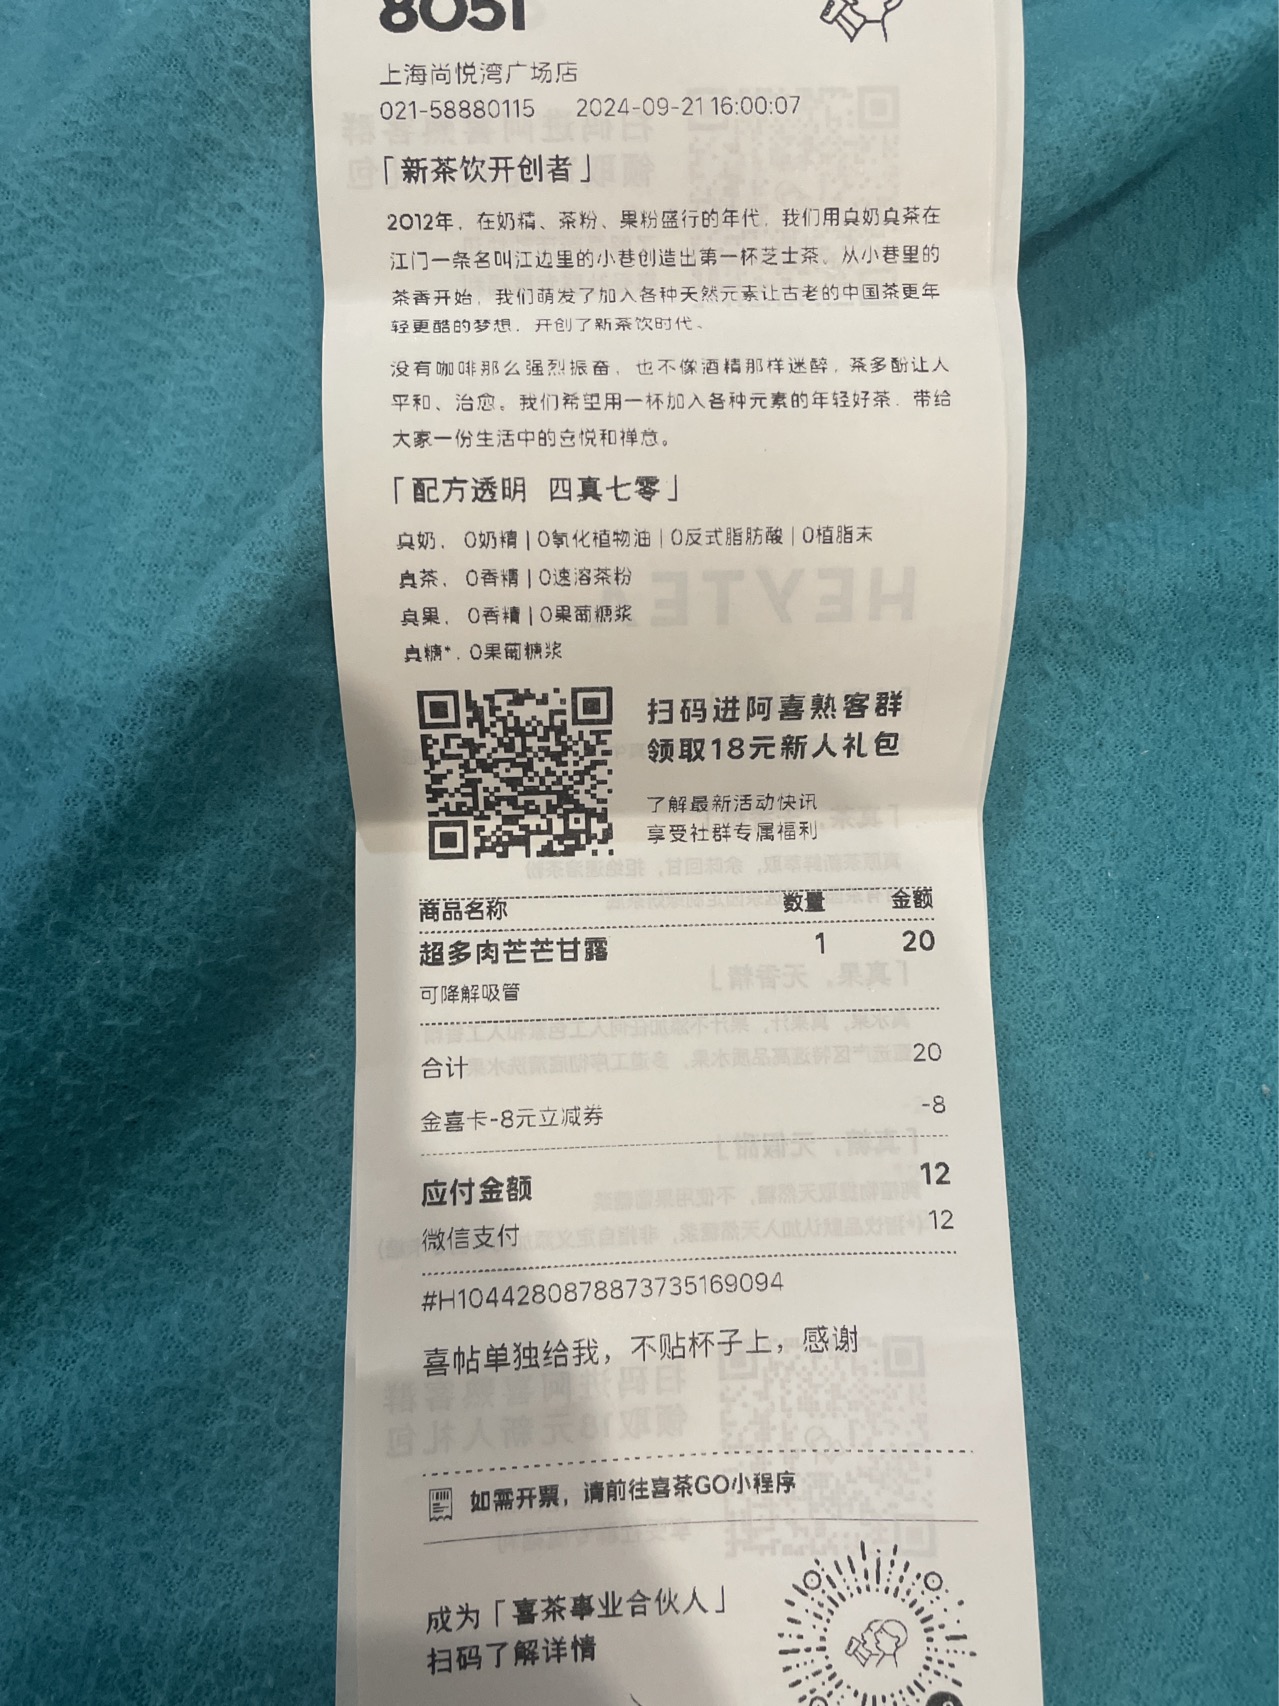 8051
上海尚悦湾广场店
021-58880115 2024-09-21 16:00:07
「新茶饮开创者」
2012年，在奶精、茶粉、果粉盛行的年代，我们用真奶真茶在
江门一条名叫江边里的小巷创造出第一杯芝士茶。从小巷里的
茶香开始，我们萌发了加入各种天然元素让古老的中国茶更年
轻更酷的梦想，开创了新茶饮时代。
没有咖啡那么强烈振奋，也不像酒精那样迷醉，茶多酚让人
平和、治愈。我们希望用一杯加入各种元素的年轻好茶，带给
大家一份生活中的喜悦和禅意。
「配方透明 四真七零」
真奶，0奶精|0氢化植物油|0反式脂肪酸|0植脂末
真茶，0香精|0速溶茶粉
真果，0香精|0果葡糖浆
真糖*，0果葡糖浆
扫码进阿喜熟客群
领取18元新人礼包
了解最新活动快讯
享受社群专属福利
商品名称 数量 金额
超多肉芒芒甘露 1 20
可降解吸管
合计 20
金喜卡-8元立减券 -8
应付金额 12
微信支付 12
#H1044280878873735169094
喜帖单独给我，不贴杯子上，感谢
如需开票，请前往喜茶GO小程序
成为「喜茶事业合伙人」
扫码了解详情